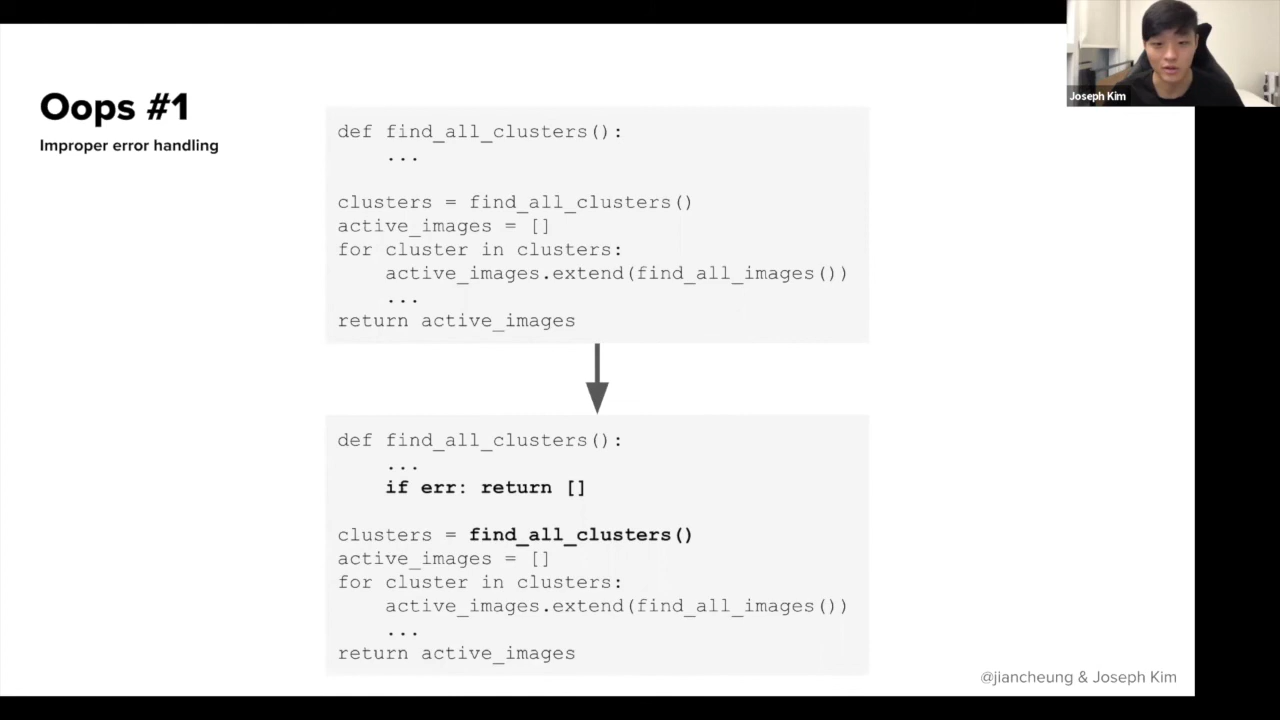 Oops #1
Improper error handling
def find_all_clusters():
...
clusters = find_all_clusters()
active_images = []
for cluster in clusters:
active_images.extend(find_all_images())
...
return active_images
def find_all_clusters():
...
if err: return []
clusters = find_all_clusters()
active_images = []
for cluster in clusters:
active_images.extend(find_all_images())
...
return active_images
@jiancheung & Joseph Kim
Joseph Kim